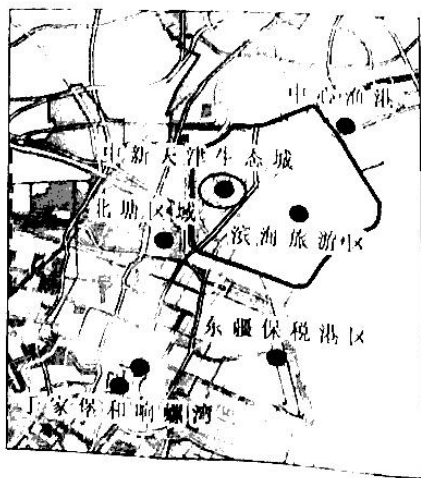 中心渔港
中新天津生态城
北塘区域
滨海旅游区
东疆保税港区
于家堡和响螺湾